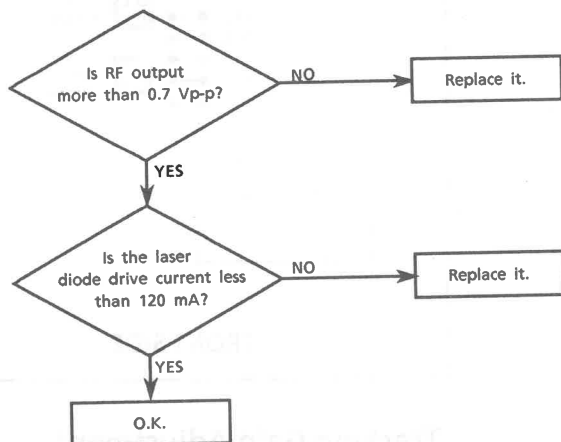 Is RF output
more than 0.7 Vp-p?
NO
Replace it.
YES
Is the laser
diode drive current less
than 120 mA?
NO
Replace it.
YES
O.K.